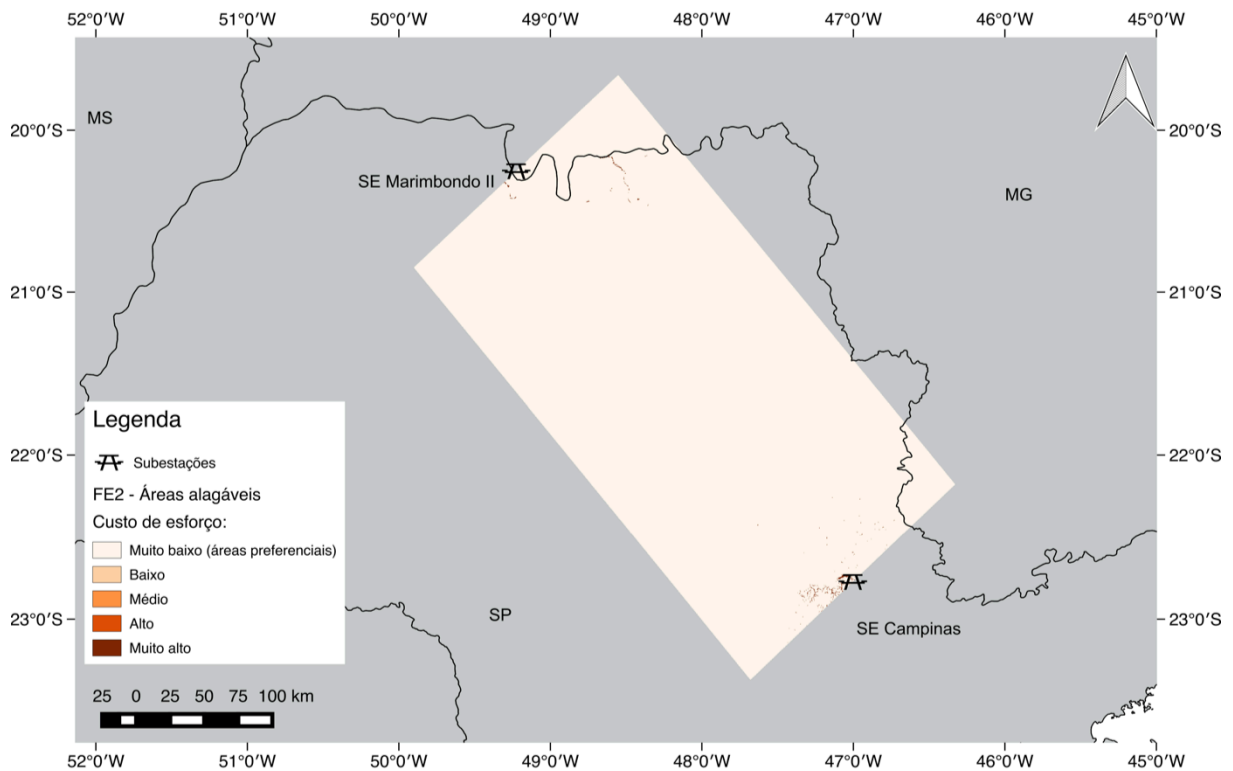 52°0′W 51°0′W 50°0′W 49°0′W 48°0′W 47°0′W 46°0′W 45°0′W
MS
20°0′S 20°0′S
SE Marimbondo II
MG
21°0′S 21°0′S
Legenda
Subestações
22°0′S 22°0′S
FE2 - Áreas alagáveis
Custo de esforço:
Muito baixo (áreas preferenciais)
Baixo
Médio
Alto
Muito alto
23°0′S 23°0′S
SP
SE Campinas
25 0 25 50 75 100 km
52°0′W 51°0′W 50°0′W 49°0′W 48°0′W 47°0′W 46°0′W 45°0′W